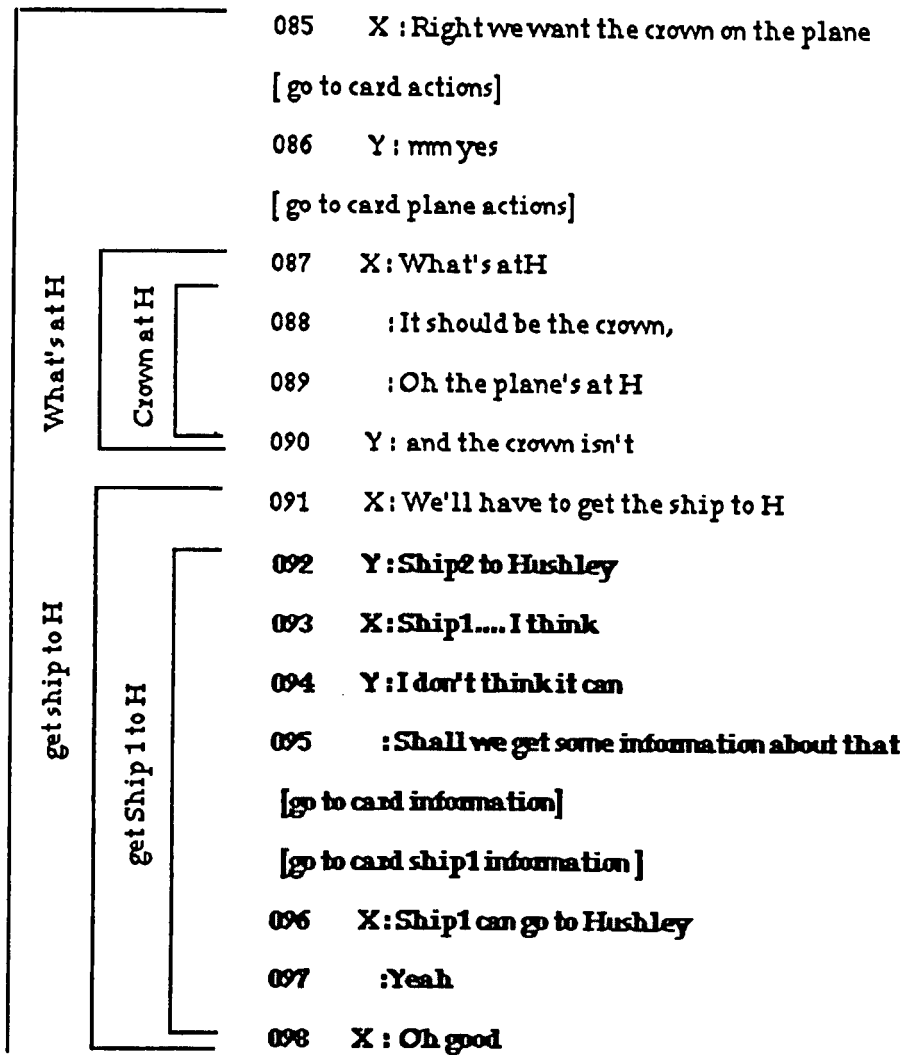 085 X : Right we want the crown on the plane
[ go to card actions]
086 Y : mm yes
[ go to card plane actions]
087 X : What's at H
088 : It should be the crown,
089 : Oh the plane's at H
090 Y : and the crown isn't
091 X : We'll have to get the ship to H
092 Y : Ship2 to Hushley
093 X : Ship1.... I think
094 Y : I don't think it can
095 : Shall we get some information about that
[go to card information]
[go to card ship1 information ]
096 X : Ship1 can go to Hushley
097 : Yeah
098 X : Oh good
What's at H
Crown at H
get ship to H
get Ship 1 to H